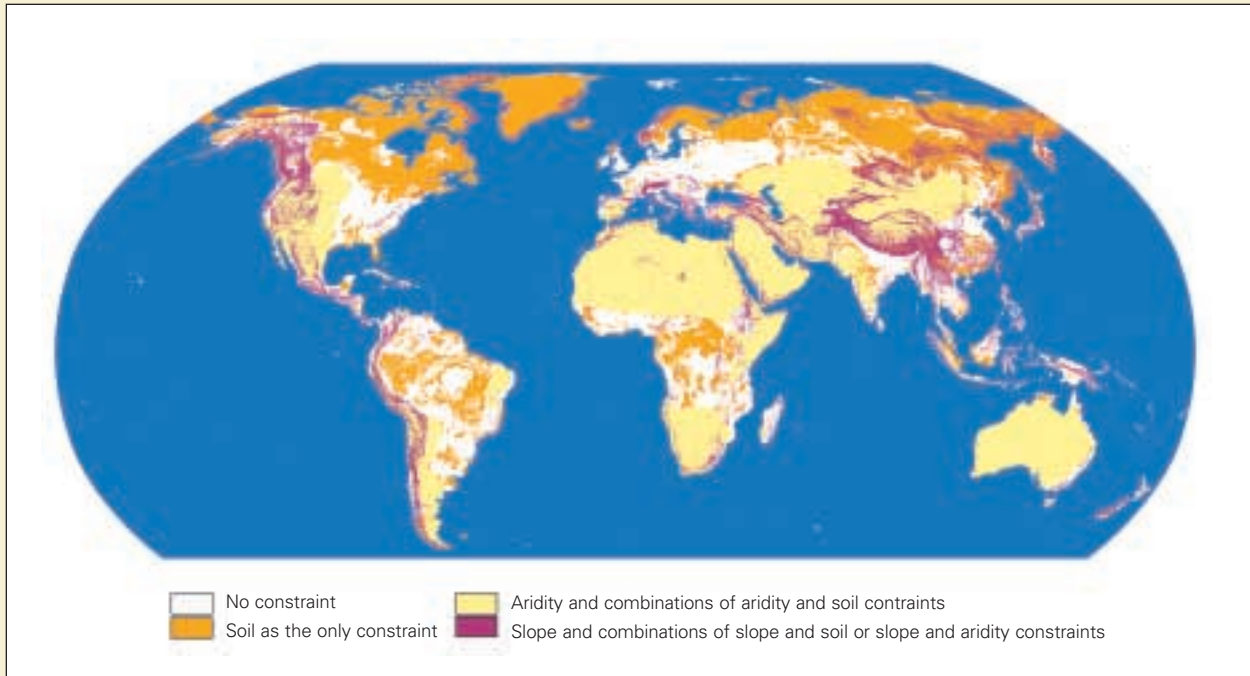 No constraint
Soil as the only constraint
Aridity and combinations of aridity and soil contraints
Slope and combinations of slope and soil or slope and aridity constraints